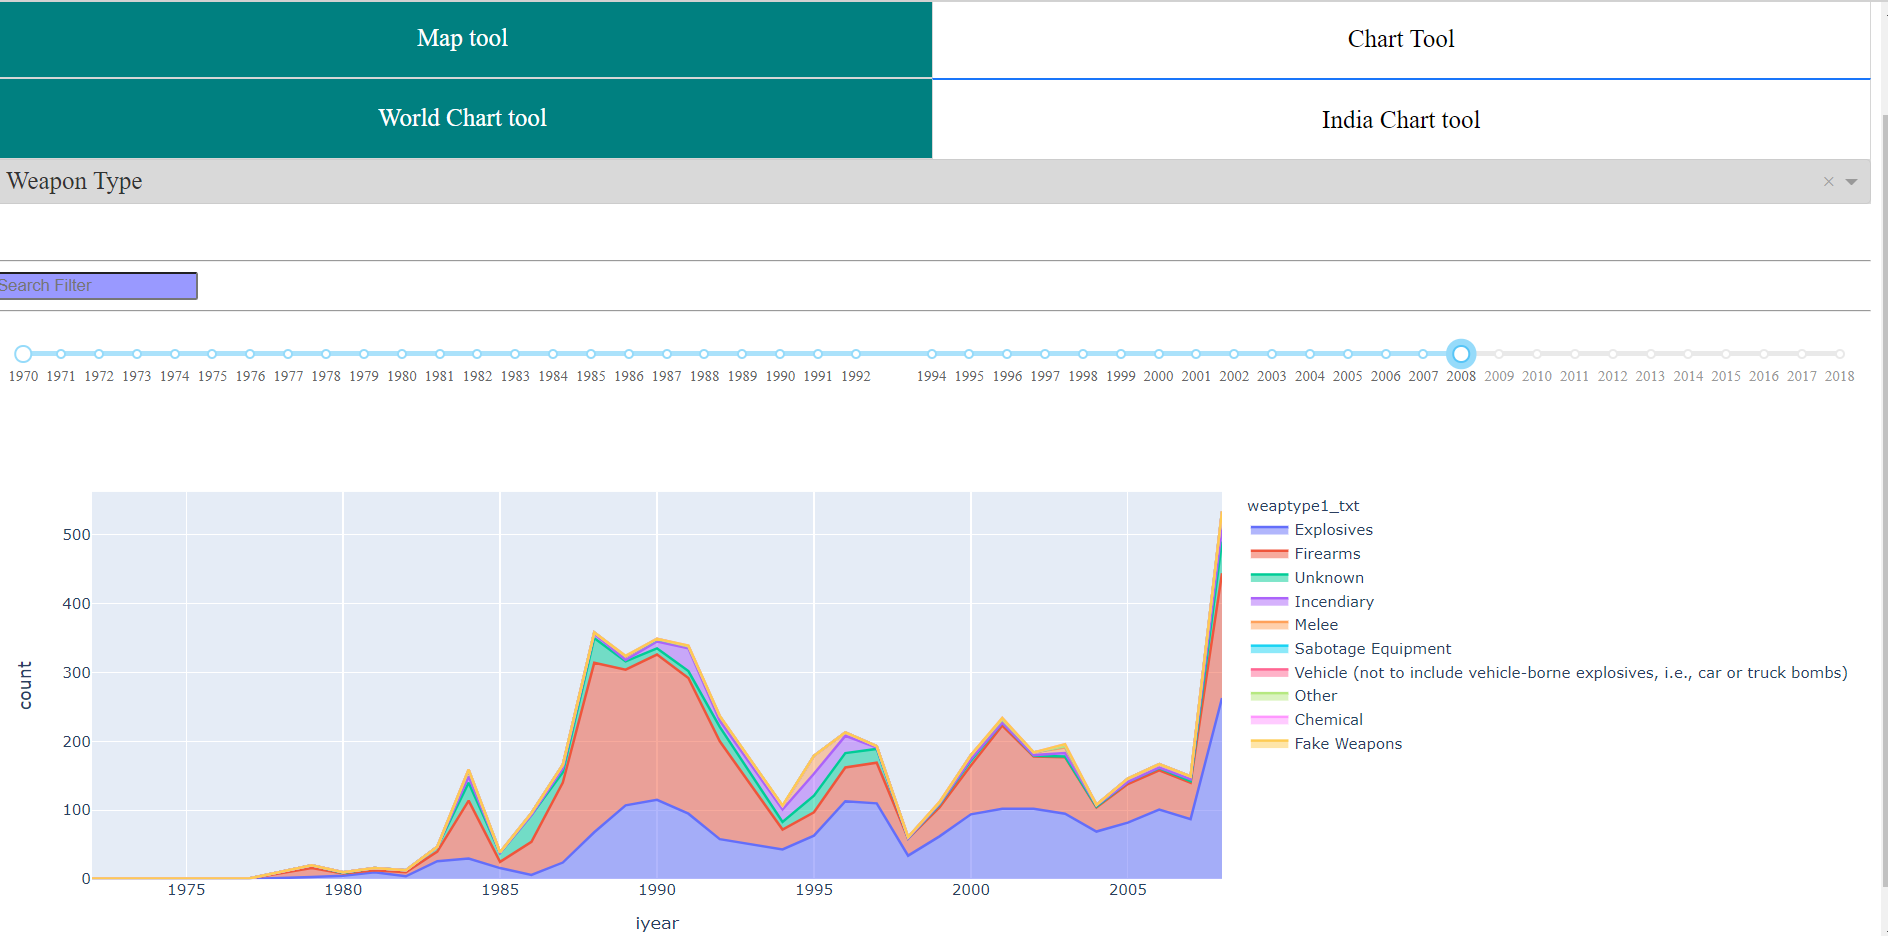 Map tool
Chart Tool
World Chart tool
India Chart tool
Weapon Type
×
Search Filter
1970 1971 1972 1973 1974 1975 1976 1977 1978 1979 1980 1981 1982 1983 1984 1985 1986 1987 1988 1989 1990 1991 1992 1994 1995 1996 1997 1998 1999 2000 2001 2002 2003 2004 2005 2006 2007 2008 2009 2010 2011 2012 2013 2014 2015 2016 2017 2018
500
400
300
200
100
0
count
1975 1980 1985 1990 1995 2000 2005
iyear
weaptype1_txt
Explosives
Firearms
Unknown
Incendiary
Melee
Sabotage Equipment
Vehicle (not to include vehicle-borne explosives, i.e., car or truck bombs)
Other
Chemical
Fake Weapons